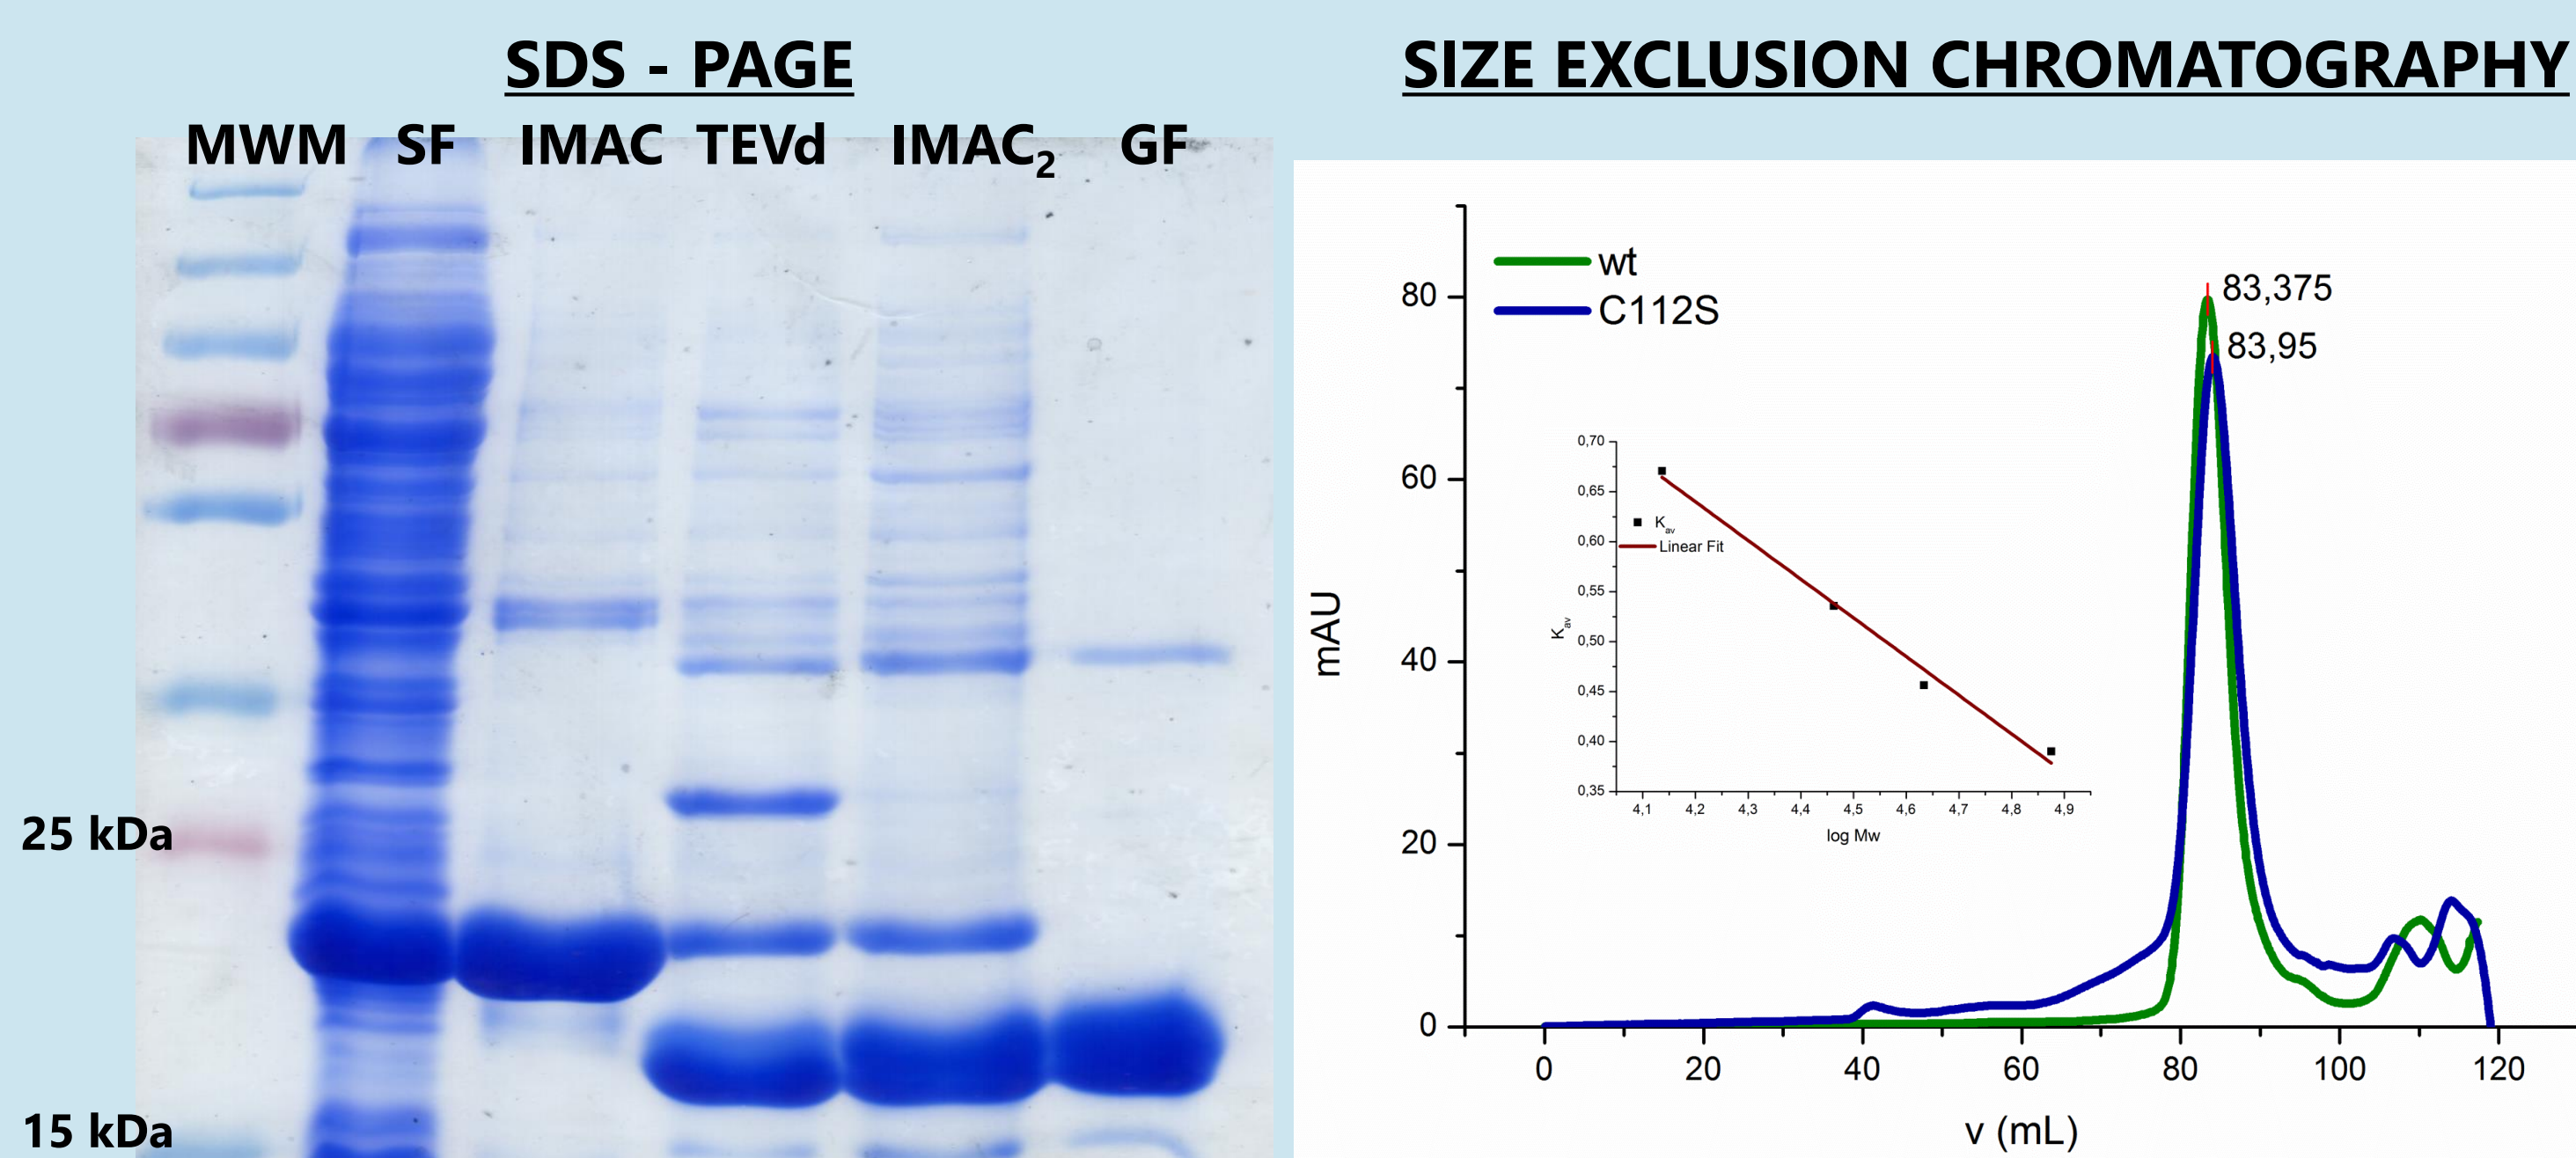 SDS - PAGE
MWM SF IMAC TEVd IMAC₂ GF
25 kDa
15 kDa
SIZE EXCLUSION CHROMATOGRAPHY
wt
C112S
83,375
83,95
mAU
80
60
40
20
0
0 20 40 60 80 100 120
v (mL)
0,70
0,65
0,60
0,55
0,50
0,45
0,40
0,35
Kav
Kav
Linear Fit
4,1 4,2 4,3 4,4 4,5 4,6 4,7 4,8 4,9
log Mw